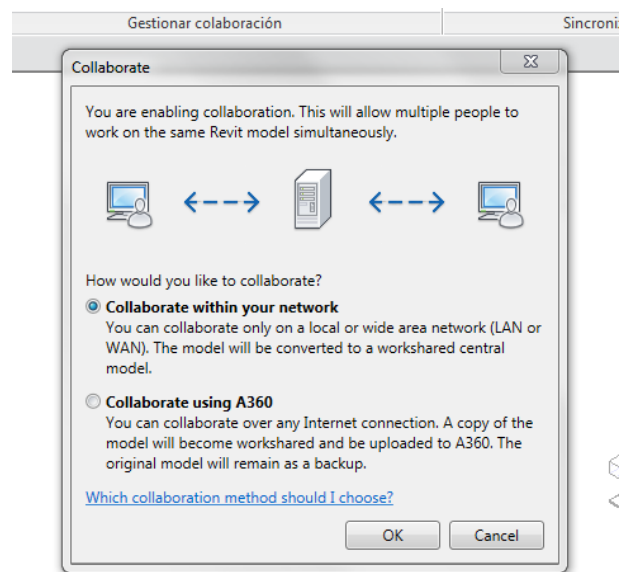 Gestionar colaboración
Collaborate
You are enabling collaboration. This will allow multiple people to
work on the same Revit model simultaneously.
How would you like to collaborate?
Collaborate within your network
You can collaborate only on a local or wide area network (LAN or
WAN). The model will be converted to a workshared central
model.
Collaborate using A360
You can collaborate over any Internet connection. A copy of the
model will become workshared and be uploaded to A360. The
original model will remain as a backup.
Which collaboration method should I choose?
OK Cancel